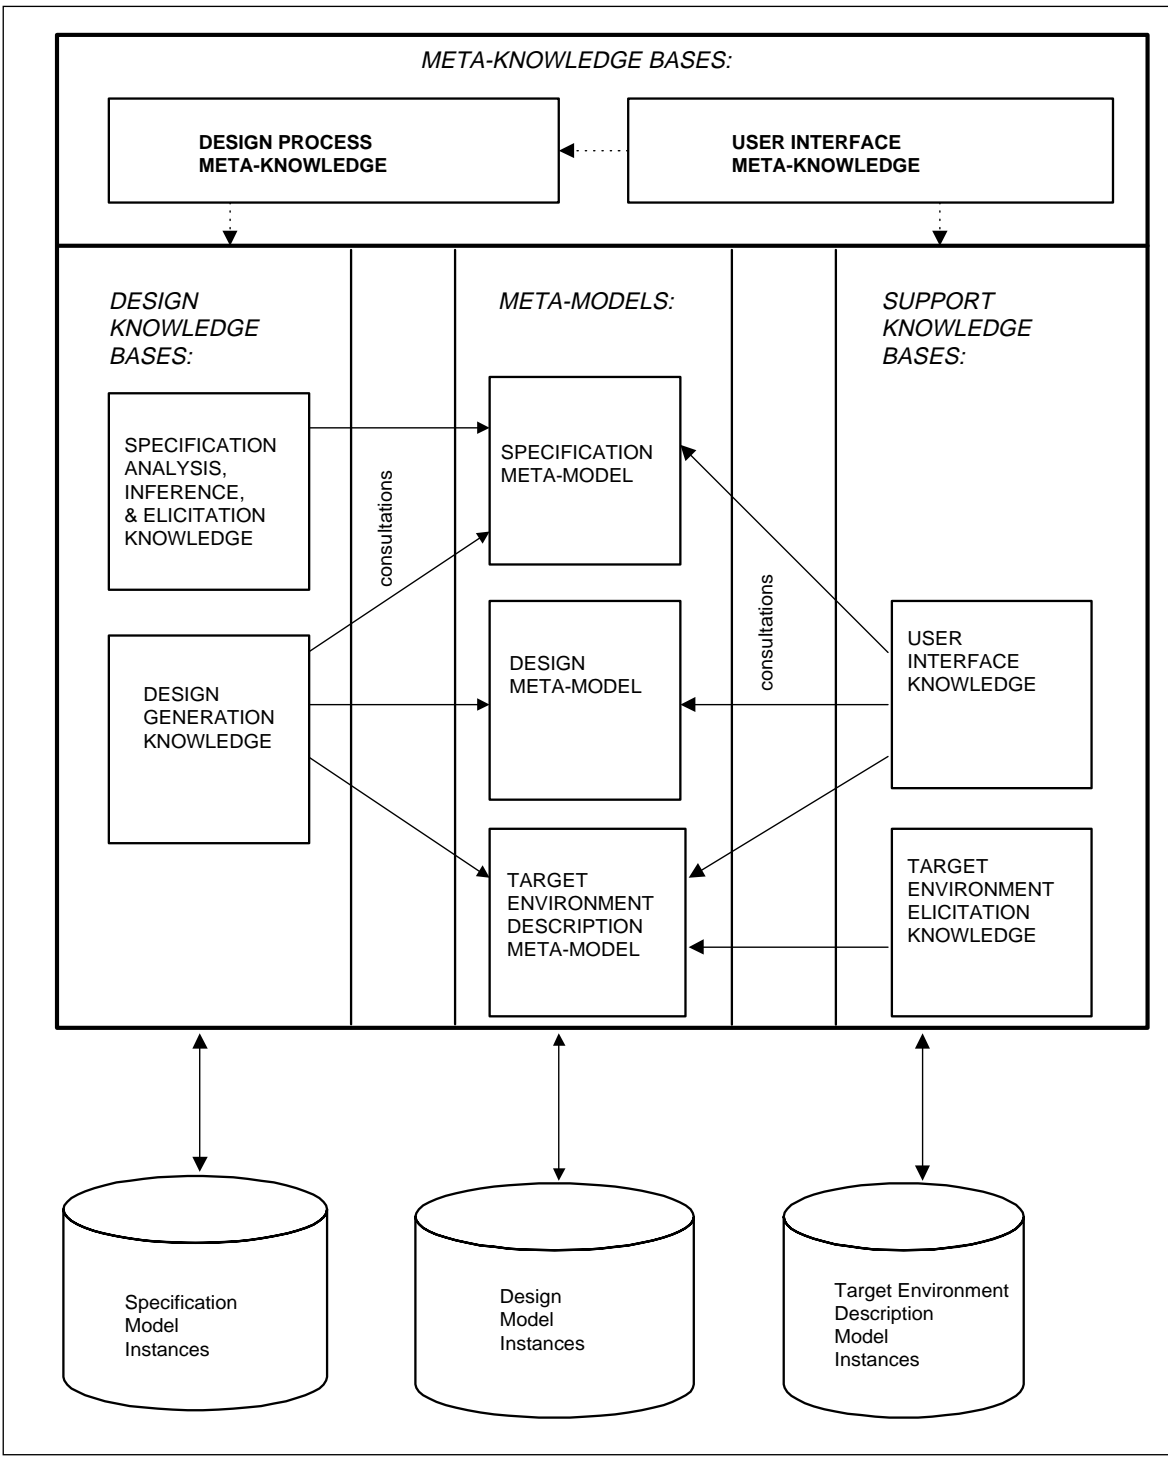 META-KNOWLEDGE BASES:
DESIGN PROCESS
META-KNOWLEDGE
USER INTERFACE
META-KNOWLEDGE
DESIGN
KNOWLEDGE
BASES:
META-MODELS:
SUPPORT
KNOWLEDGE
BASES:
SPECIFICATION
ANALYSIS,
INFERENCE,
& ELICITATION
KNOWLEDGE
consultations
SPECIFICATION
META-MODEL
DESIGN
GENERATION
KNOWLEDGE
DESIGN
META-MODEL
consultations
USER
INTERFACE
KNOWLEDGE
TARGET
ENVIRONMENT
DESCRIPTION
META-MODEL
TARGET
ENVIRONMENT
ELICITATION
KNOWLEDGE
Specification
Model
Instances
Design
Model
Instances
Target Environment
Description
Model
Instances